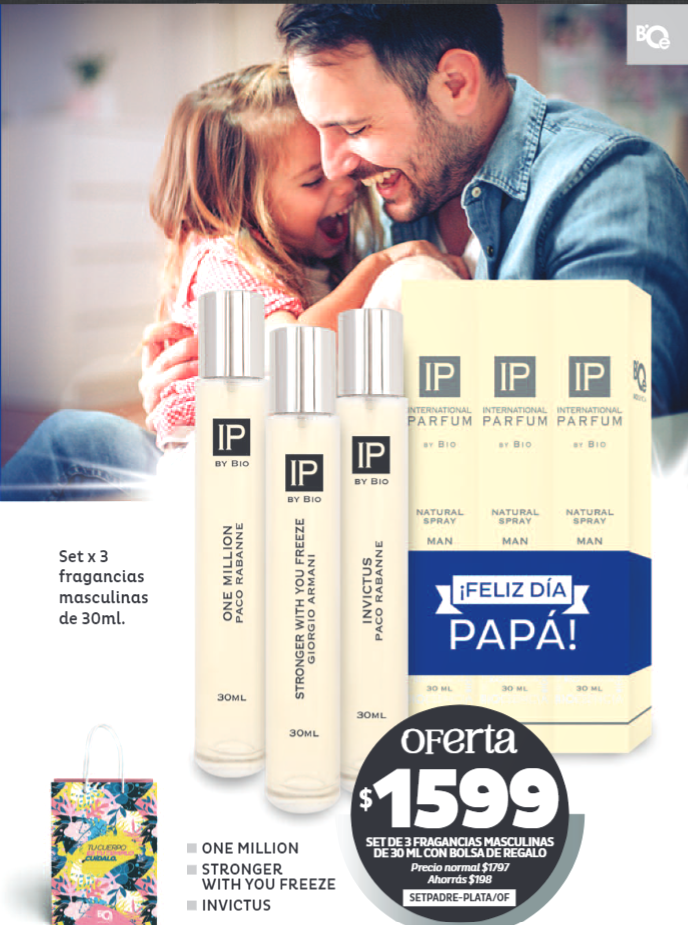 BiOe
IP
INTERNATIONAL
PARFUM
BY BIO
NATURAL
SPRAY
MAN
30 ML
IP
INTERNATIONAL
PARFUM
BY BIO
NATURAL
SPRAY
MAN
30 ML
IP
INTERNATIONAL
PARFUM
BY BIO
NATURAL
SPRAY
MAN
30 ML
BiOe
¡FELIZ DÍA
PAPÁ!
IP
BY BIO
ONE MILLION
PACO RABANNE
30ML
IP
BY BIO
STRONGER WITH YOU FREEZE
GIORGIO ARMANI
30ML
IP
BY BIO
INVICTUS
PACO RABANNE
30ML
Set x 3
fragancias
masculinas
de 30ml.
TU CUERPO
CUIDALO.
BiOe
ONE MILLION
STRONGER
WITH YOU FREEZE
INVICTUS
OFerta
$1599
SET DE 3 FRAGANCIAS MASCULINAS
DE 30 ML CON BOLSA DE REGALO
Precio normal $1797
Ahorrás $198
SETPADRE-PLATA/OF